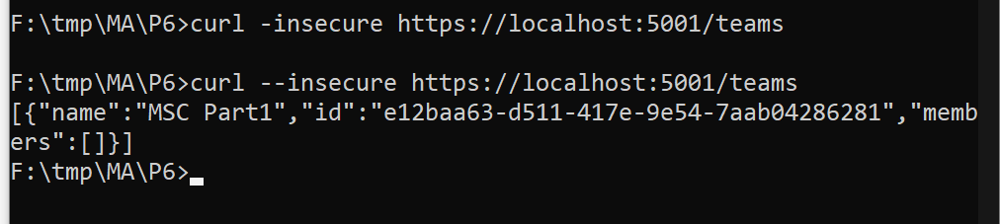 F:\tmp\MA\P6>curl -insecure https://localhost:5001/teams
F:\tmp\MA\P6>curl --insecure https://localhost:5001/teams
[{"name":"MSC Part1","id":"e12baa63-d511-417e-9e54-7aab04286281","memb
ers":[]}]
F:\tmp\MA\P6>